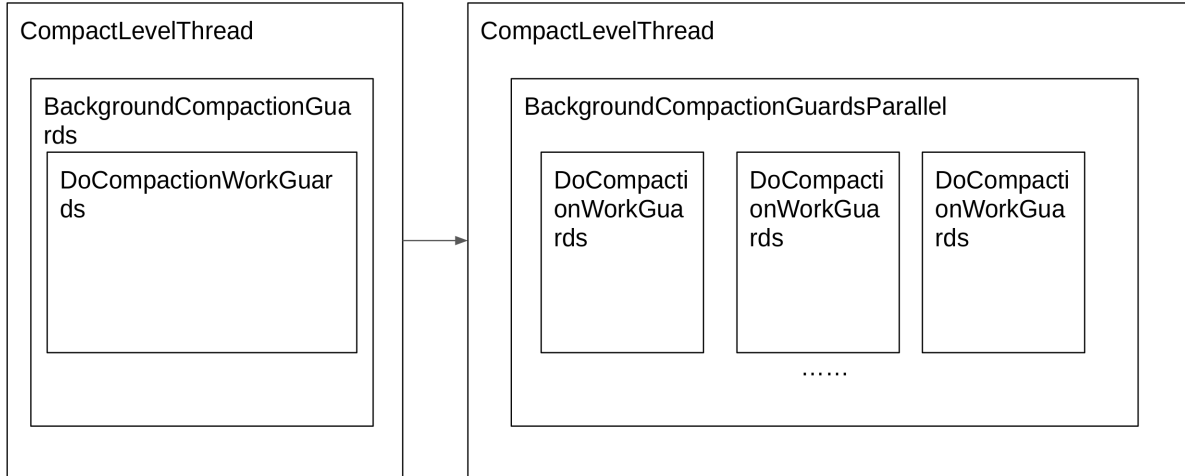 CompactLevelThread
BackgroundCompactionGua
rds
DoCompactionWorkGuar
ds
CompactLevelThread
BackgroundCompactionGuardsParallel
DoCompacti
onWorkGua
rds
DoCompacti
onWorkGua
rds
DoCompacti
onWorkGua
rds
……